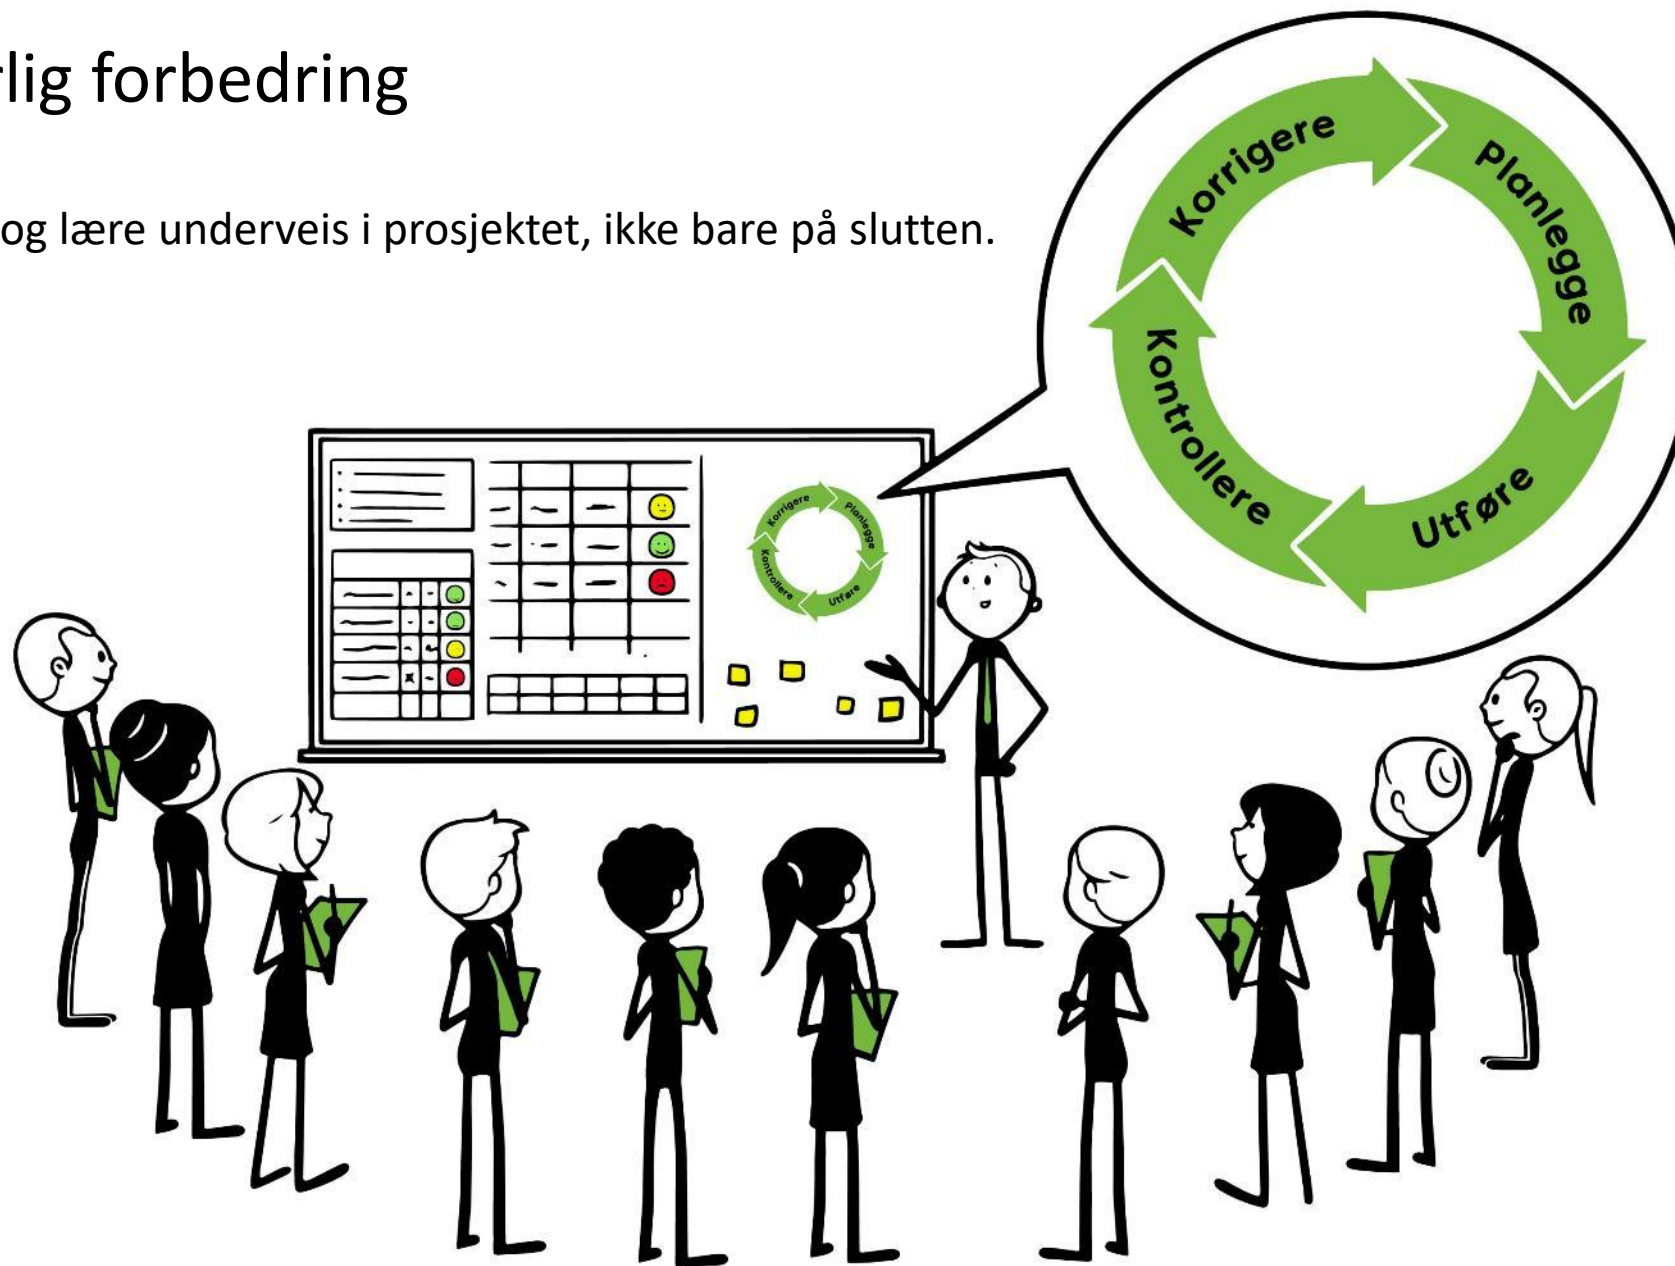 rlig forbedring
og lære underveis i prosjektet, ikke bare på slutten.
Korrigere
Planlegge
Utføre
Kontrollere
Korrigere
Planlegge
Utføre
Kontrollere